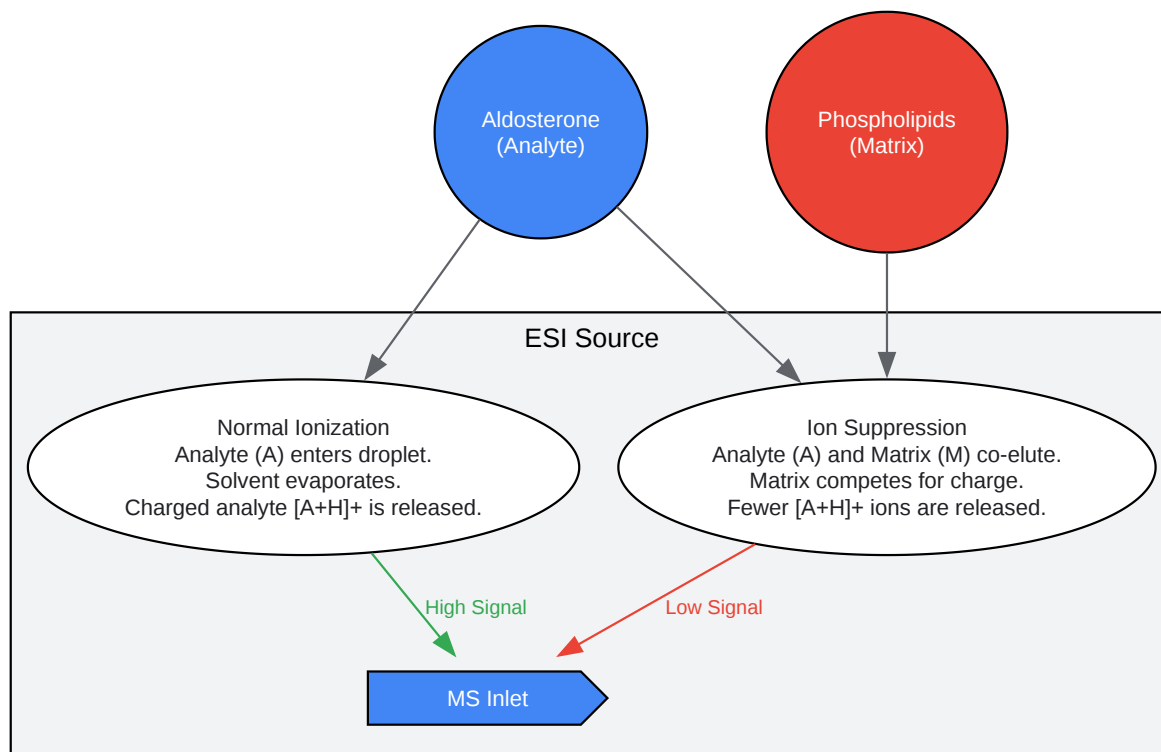 Aldosterone
(Analyte)
Phospholipids
(Matrix)
ESI Source
Normal Ionization
Analyte (A) enters droplet.
Solvent evaporates.
Charged analyte [A+H]+ is released.
Ion Suppression
Analyte (A) and Matrix (M) co-elute.
Matrix competes for charge.
Fewer [A+H]+ ions are released.
High Signal
Low Signal
MS Inlet